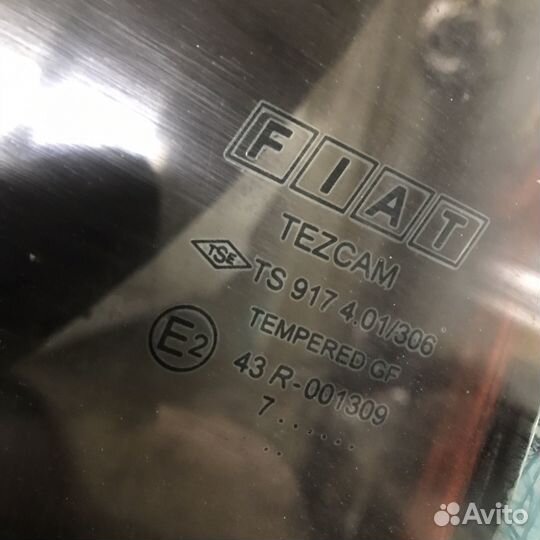 FIAT
TEZCAM
TSE TS 917 4.01/306
TEMPERED GF
E2 43 R-001309
7......
. ..
Avito